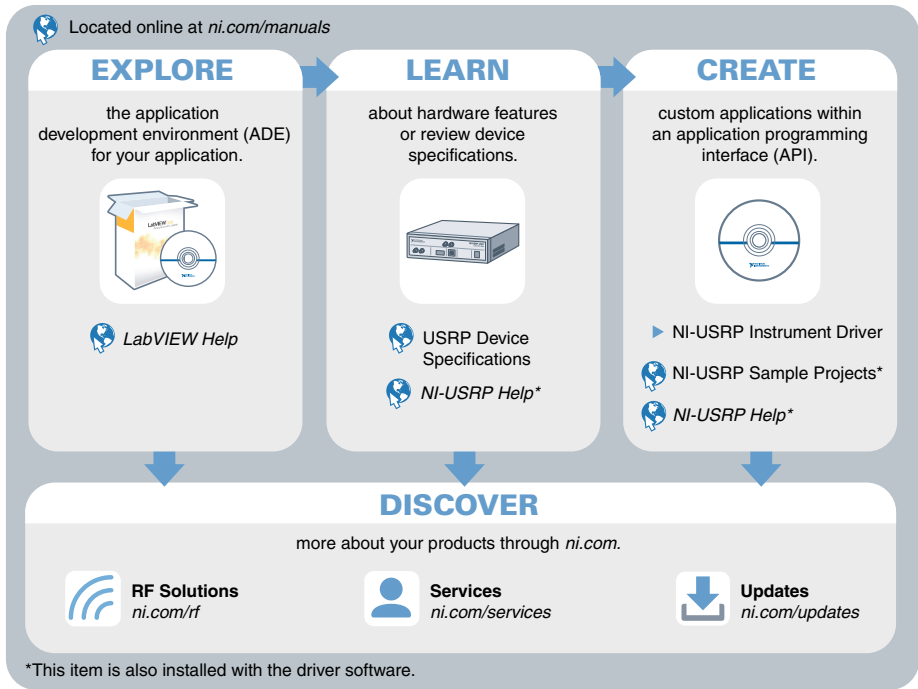 Located online at ni.com/manuals
EXPLORE
the application
development environment (ADE)
for your application.
LabVIEW
LabVIEW Help
LEARN
about hardware features
or review device
specifications.
USRP Device
Specifications
NI-USRP Help*
CREATE
custom applications within
an application programming
interface (API).
NI-USRP Instrument Driver
NI-USRP Sample Projects*
NI-USRP Help*
DISCOVER
more about your products through ni.com.
RF Solutions
ni.com/rf
Services
ni.com/services
Updates
ni.com/updates
*This item is also installed with the driver software.